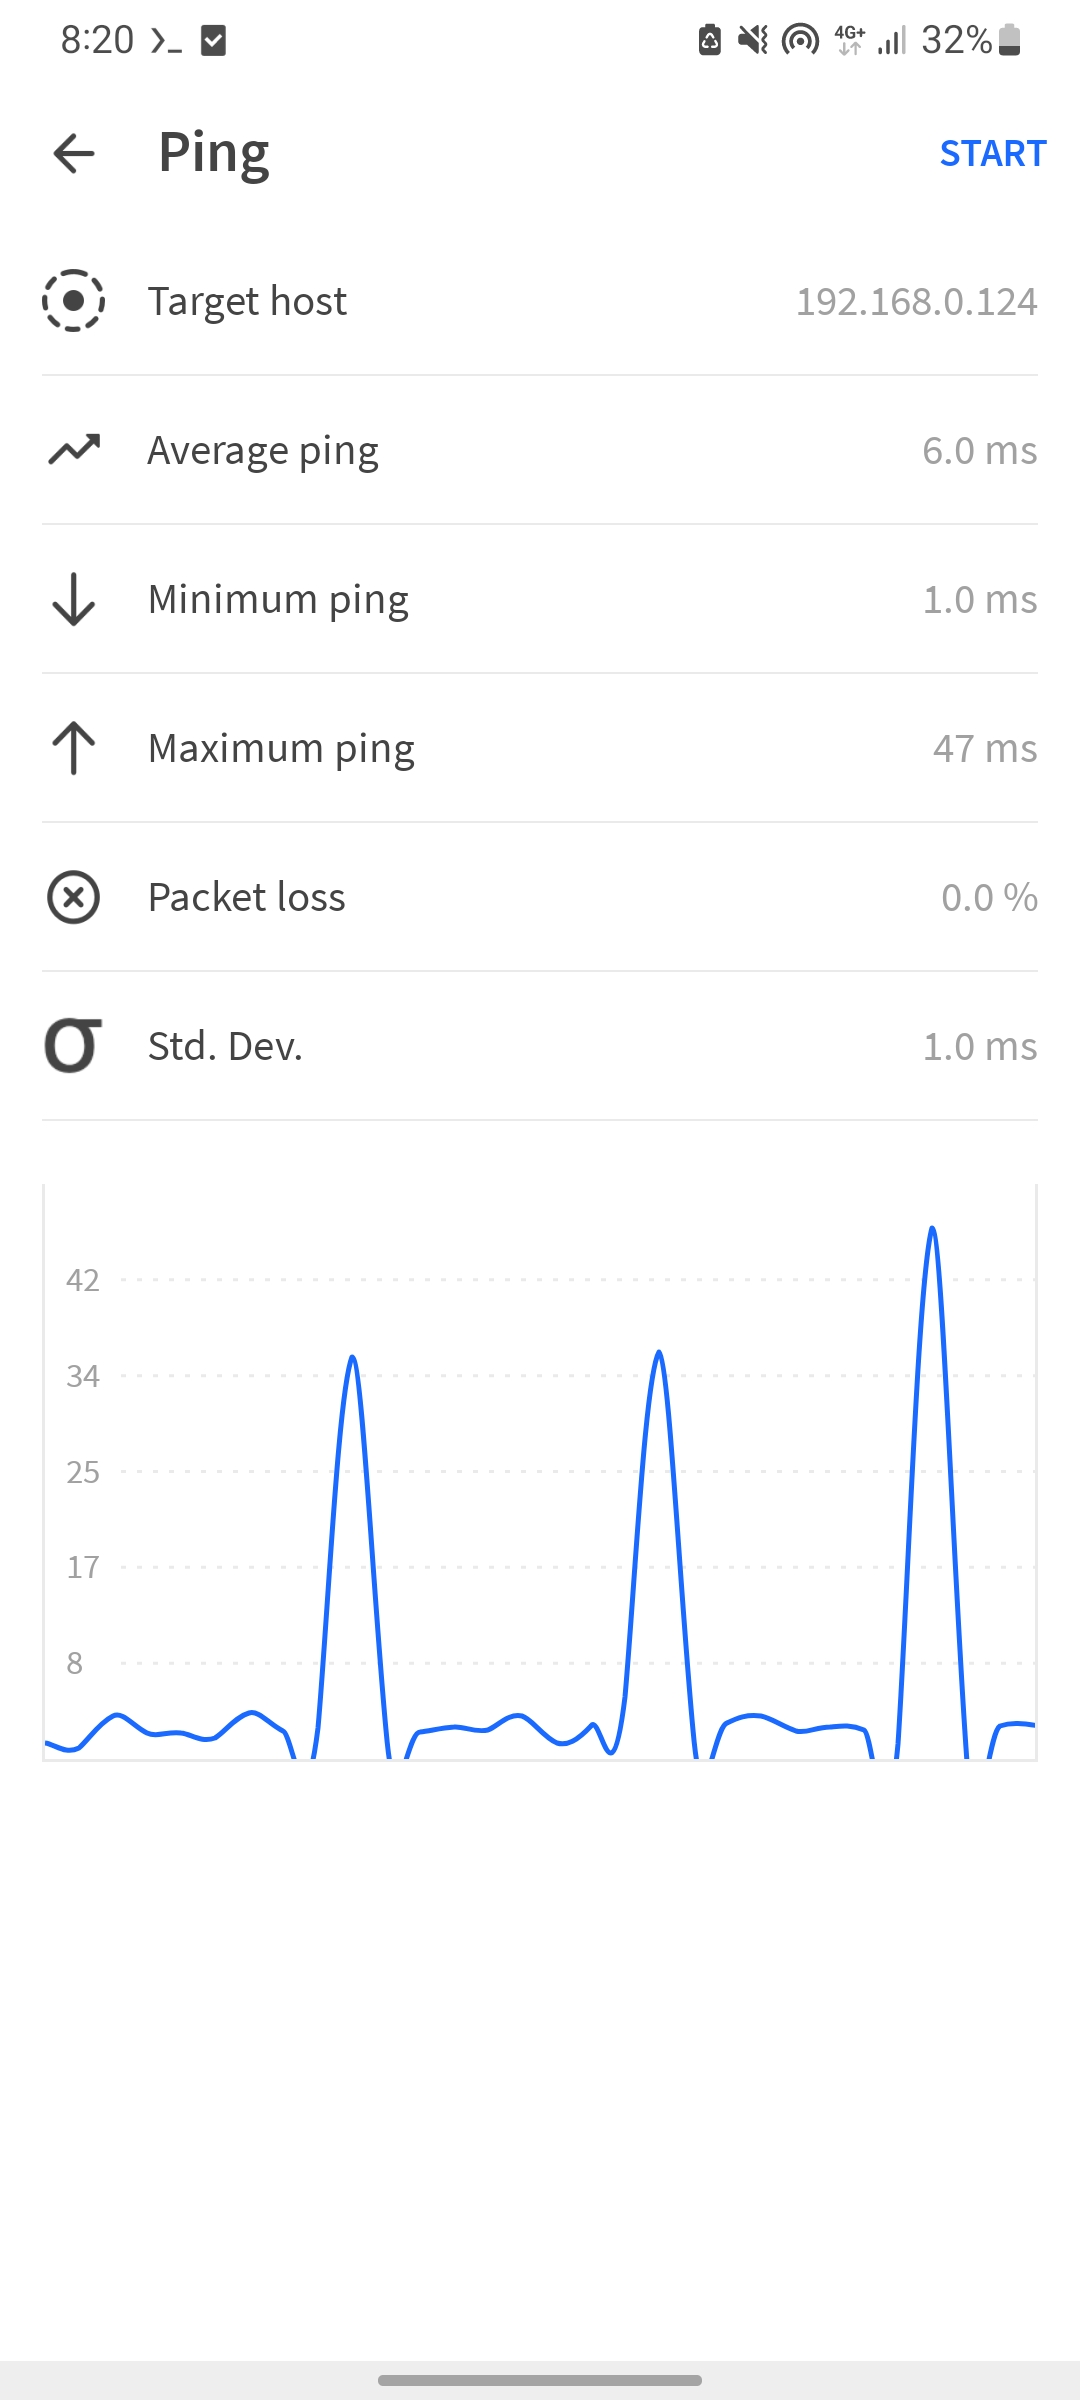 8:20 4G+ 32%
Ping START
Target host 192.168.0.124
Average ping 6.0 ms
Minimum ping 1.0 ms
Maximum ping 47 ms
Packet loss 0.0 %
σ Std. Dev. 1.0 ms
42
34
25
17
8